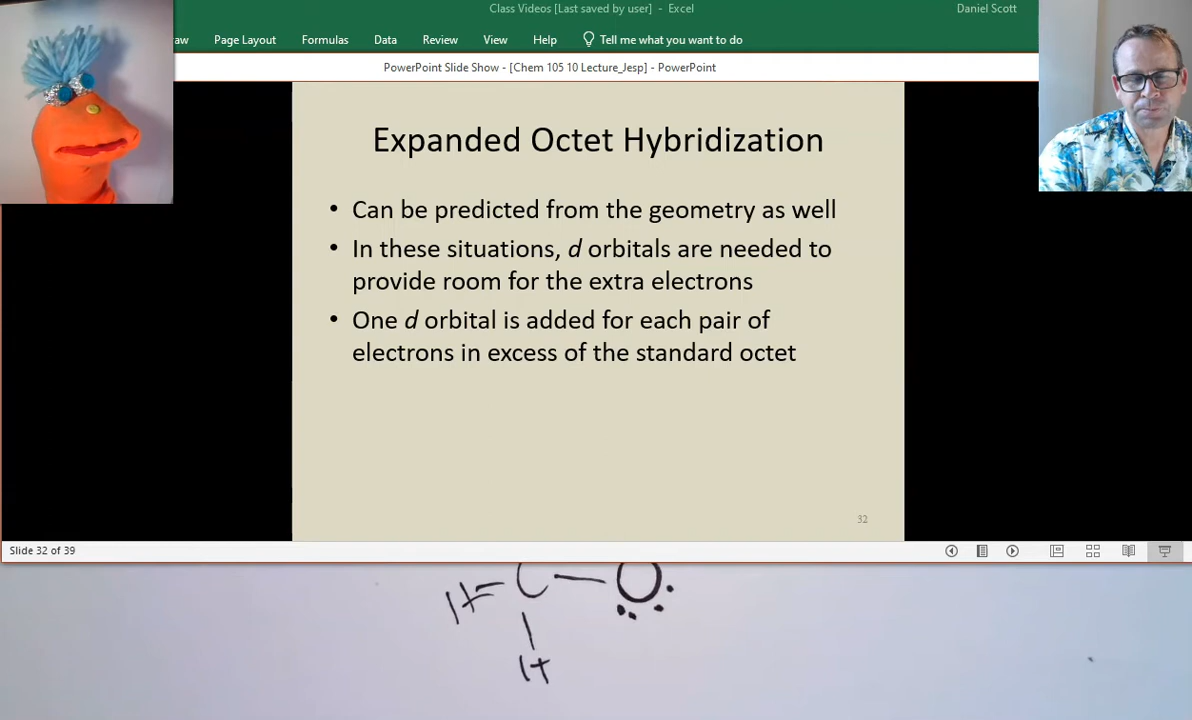 Class Videos [Last saved by user] - Excel
Daniel Scott
aw Page Layout Formulas Data Review View Help Tell me what you want to do
PowerPoint Slide Show - [Chem 105 10 Lecture_Jesp] - PowerPoint
Expanded Octet Hybridization
• Can be predicted from the geometry as well
• In these situations, d orbitals are needed to
provide room for the extra electrons
• One d orbital is added for each pair of
electrons in excess of the standard octet
32
Slide 32 of 39
H - C - O
H